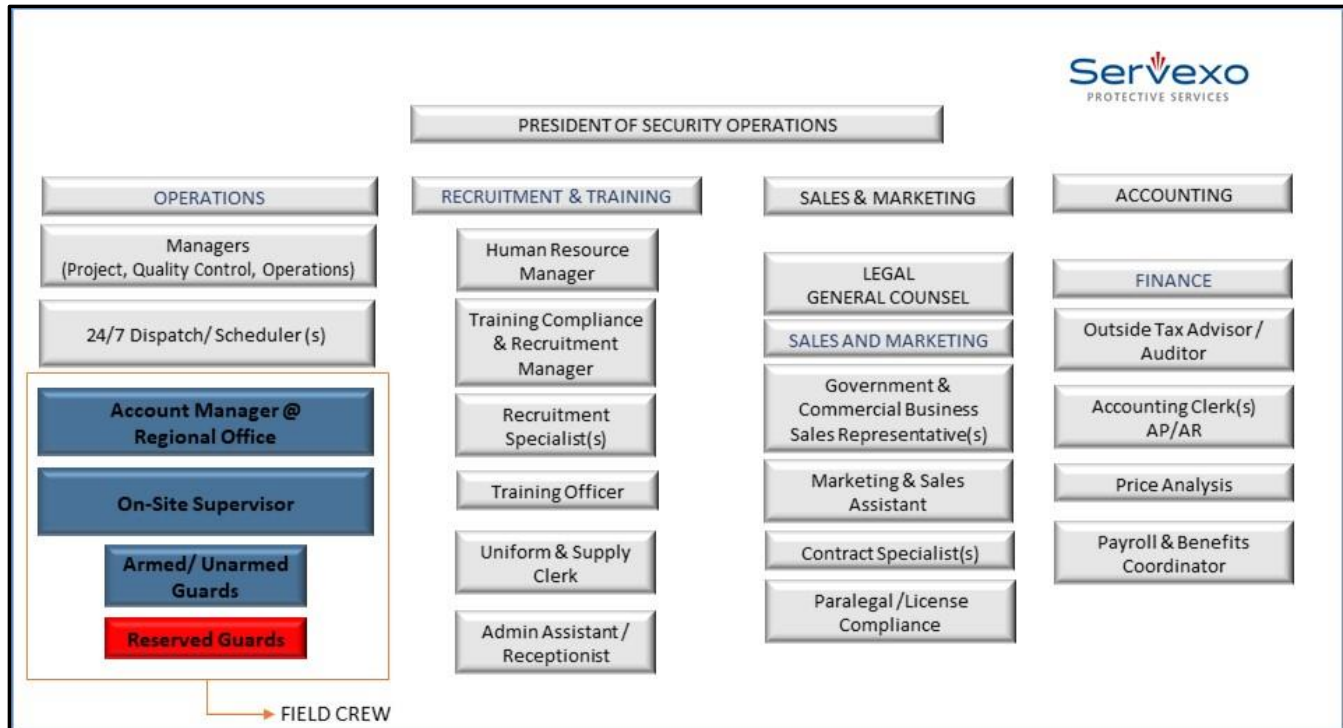 Servexo
PROTECTIVE SERVICES
PRESIDENT OF SECURITY OPERATIONS
OPERATIONS
Managers
(Project, Quality Control, Operations)
24/7 Dispatch/ Scheduler (s)
Account Manager @
Regional Office
On-Site Supervisor
Armed/ Unarmed
Guards
Reserved Guards
FIELD CREW
RECRUITMENT & TRAINING
Human Resource
Manager
Training Compliance
& Recruitment
Manager
Recruitment
Specialist(s)
Training Officer
Uniform & Supply
Clerk
Admin Assistant /
Receptionist
SALES & MARKETING
LEGAL
GENERAL COUNSEL
SALES AND MARKETING
Government &
Commercial Business
Sales Representative(s)
Marketing & Sales
Assistant
Contract Specialist(s)
Paralegal /License
Compliance
ACCOUNTING
FINANCE
Outside Tax Advisor /
Auditor
Accounting Clerk(s)
AP/AR
Price Analysis
Payroll & Benefits
Coordinator